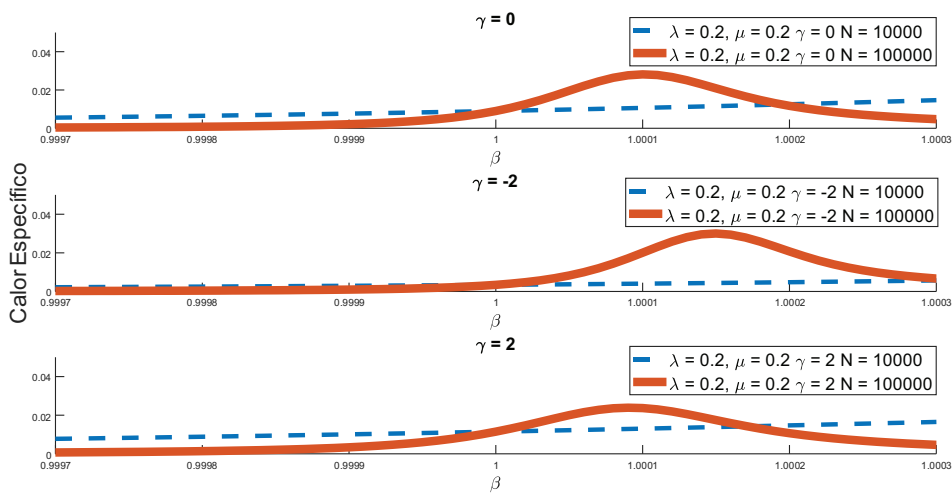 γ = 0
λ = 0.2, μ = 0.2 γ = 0 N = 10000
λ = 0.2, μ = 0.2 γ = 0 N = 100000
0.04
0.02
0
0.9997 0.9998 0.9999 1 1.0001 1.0002 1.0003
β
Calor Específico
γ = -2
λ = 0.2, μ = 0.2 γ = -2 N = 10000
λ = 0.2, μ = 0.2 γ = -2 N = 100000
0.04
0.02
0
0.9997 0.9998 0.9999 1 1.0001 1.0002 1.0003
β
γ = 2
λ = 0.2, μ = 0.2 γ = 2 N = 10000
λ = 0.2, μ = 0.2 γ = 2 N = 100000
0.04
0.02
0
0.9997 0.9998 0.9999 1 1.0001 1.0002 1.0003
β